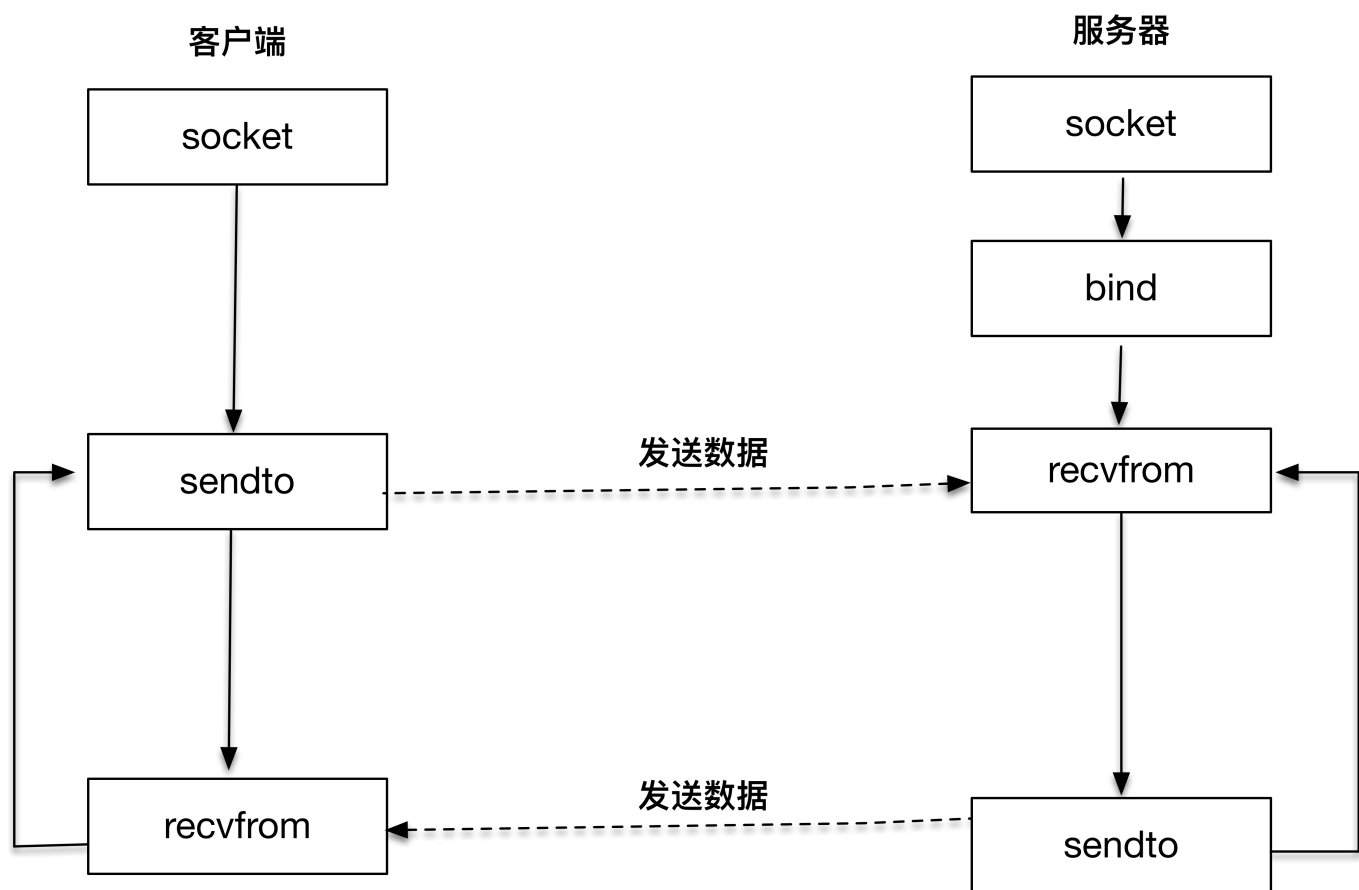 客户端
服务器
socket
socket
bind
发送数据
sendto
recvfrom
发送数据
recvfrom
sendto